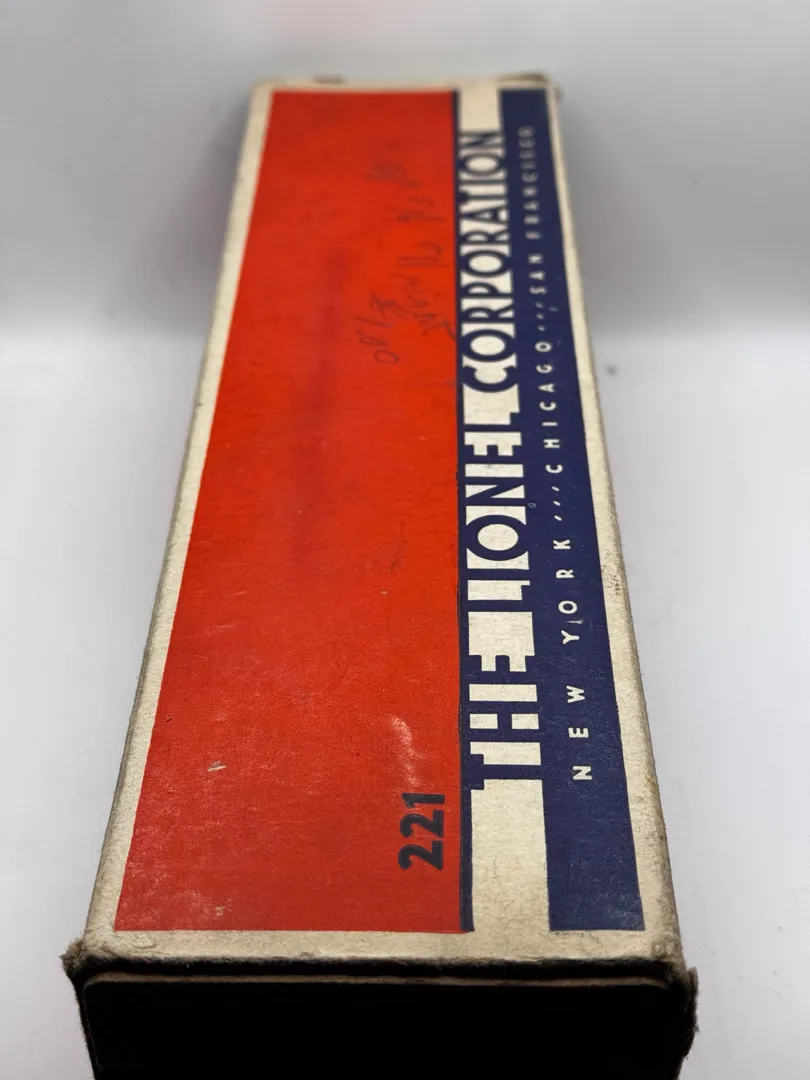 221
THE LIONEL CORPORATION
NEW YORK ··· CHICAGO ··· SAN FRANCISCO